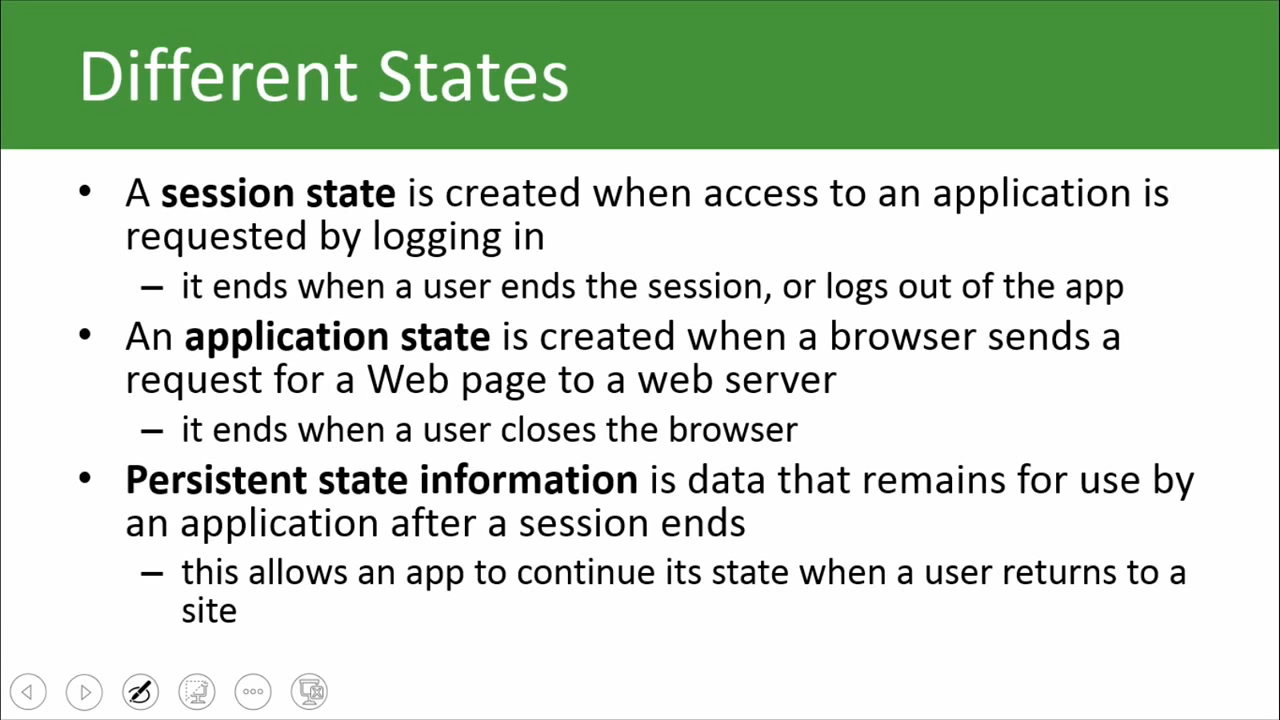 Different States
• A session state is created when access to an application is
requested by logging in
– it ends when a user ends the session, or logs out of the app
• An application state is created when a browser sends a
request for a Web page to a web server
– it ends when a user closes the browser
• Persistent state information is data that remains for use by
an application after a session ends
– this allows an app to continue its state when a user returns to a
site